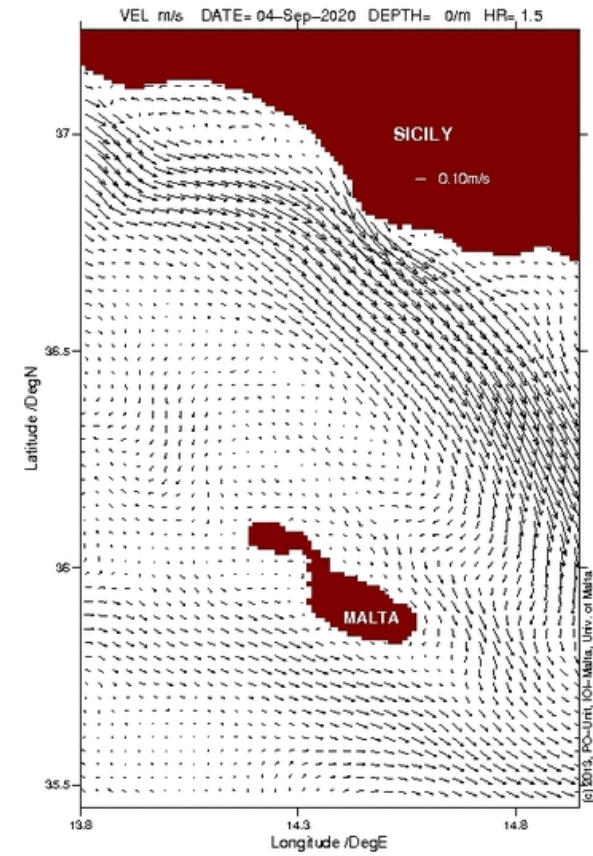 VEL m/s DATE= 04-Sep-2020 DEPTH= 0/m HR= 1.5
37
SICILY
0.10m/s
36.5
Latitude /DegN
36
MALTA
35.5
13.8
14.3
14.8
Longitude /DegE
(c) 2013, PO-Unit, IOI-Malta, Univ. of Malta